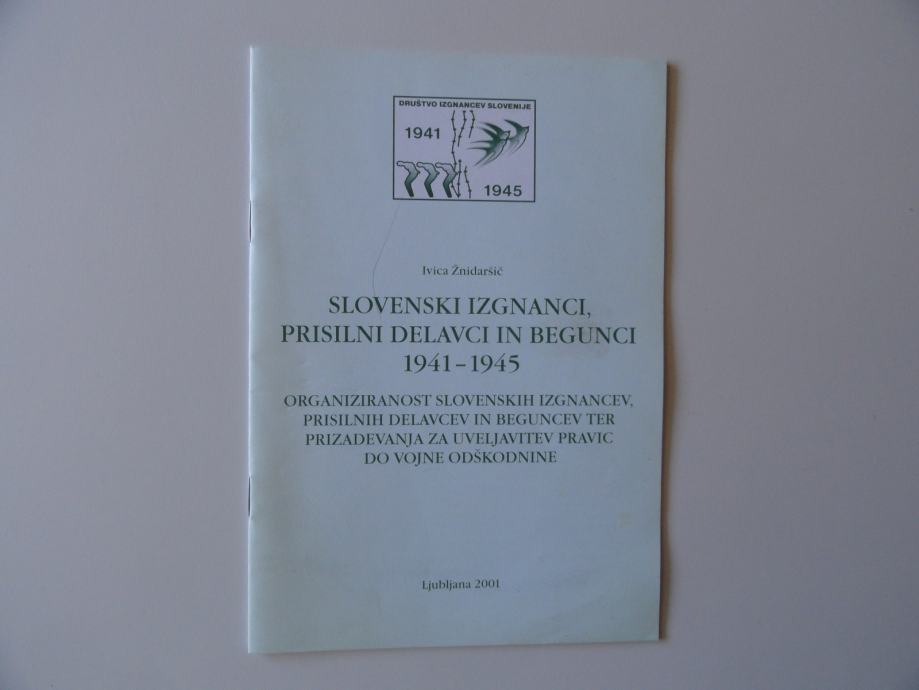 DRUŠTVO IZGNANCEV SLOVENIJE
1941
1945
Ivica Žnidaršič
SLOVENSKI IZGNANCI,
PRISILNI DELAVCI IN BEGUNCI
1941–1945
ORGANIZIRANOST SLOVENSKIH IZGNANCEV,
PRISILNIH DELAVCEV IN BEGUNCEV TER
PRIZADEVANJA ZA UVELJAVITEV PRAVIC
DO VOJNE ODŠKODNINE
Ljubljana 2001